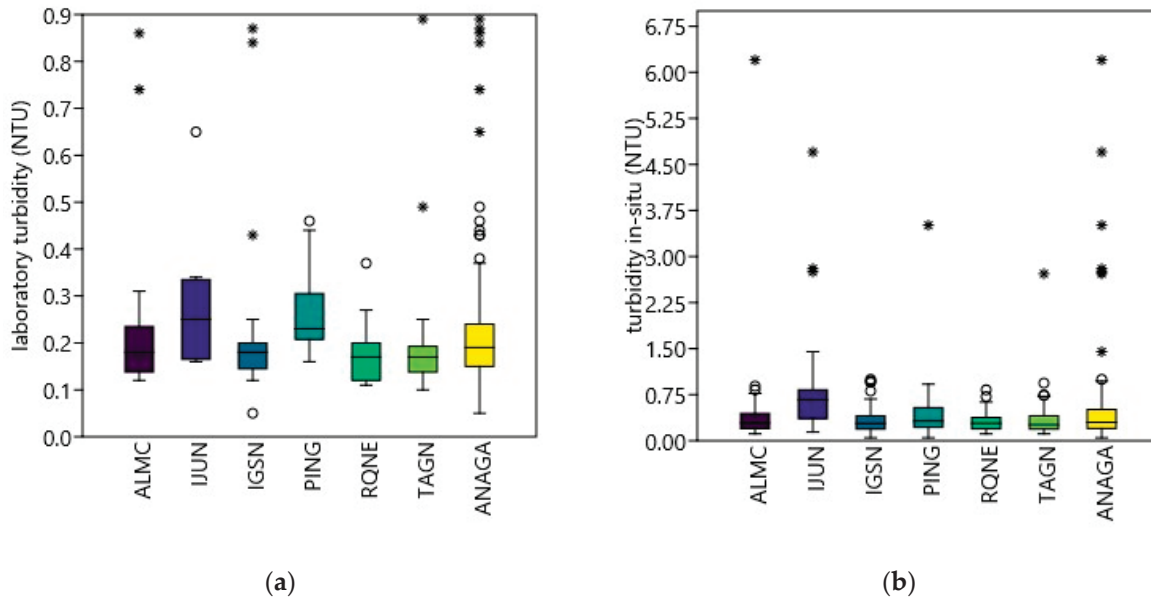 laboratory turbidity (NTU)
0.9
0.8
0.7
0.6
0.5
0.4
0.3
0.2
0.1
0.0
ALMC
IJUN
IGSN
PING
RQNE
TAGN
ANAGA
(a)
turbidity in-situ (NTU)
6.75
6.00
5.25
4.50
3.75
3.00
2.25
1.50
0.75
0.00
ALMC
IJUN
IGSN
PING
RQNE
TAGN
ANAGA
(b)